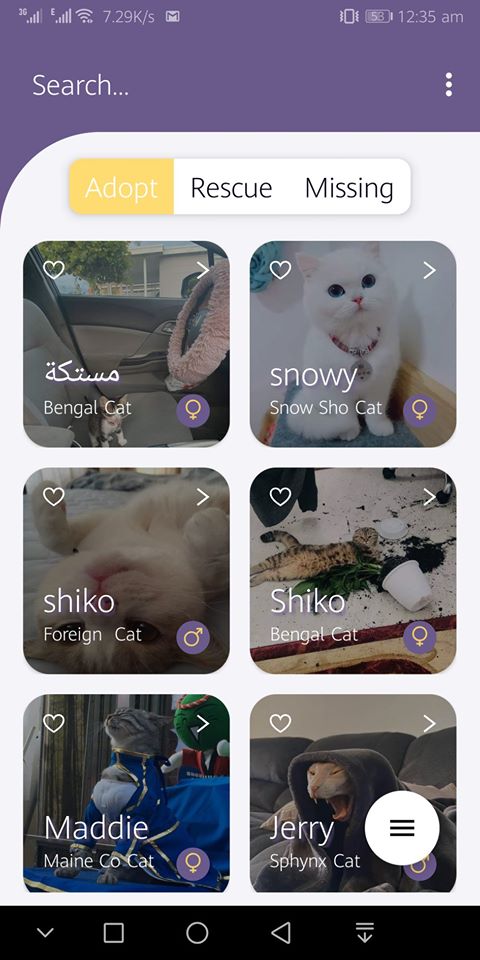 3G E 7.29K/s 53 12:35 am
Search...
Adopt Rescue Missing
مستكة
Bengal Cat
snowy
Snow Sho Cat
shiko
Foreign Cat
Shiko
Bengal Cat
Maddie
Maine Co Cat
Jerry
Sphynx Cat